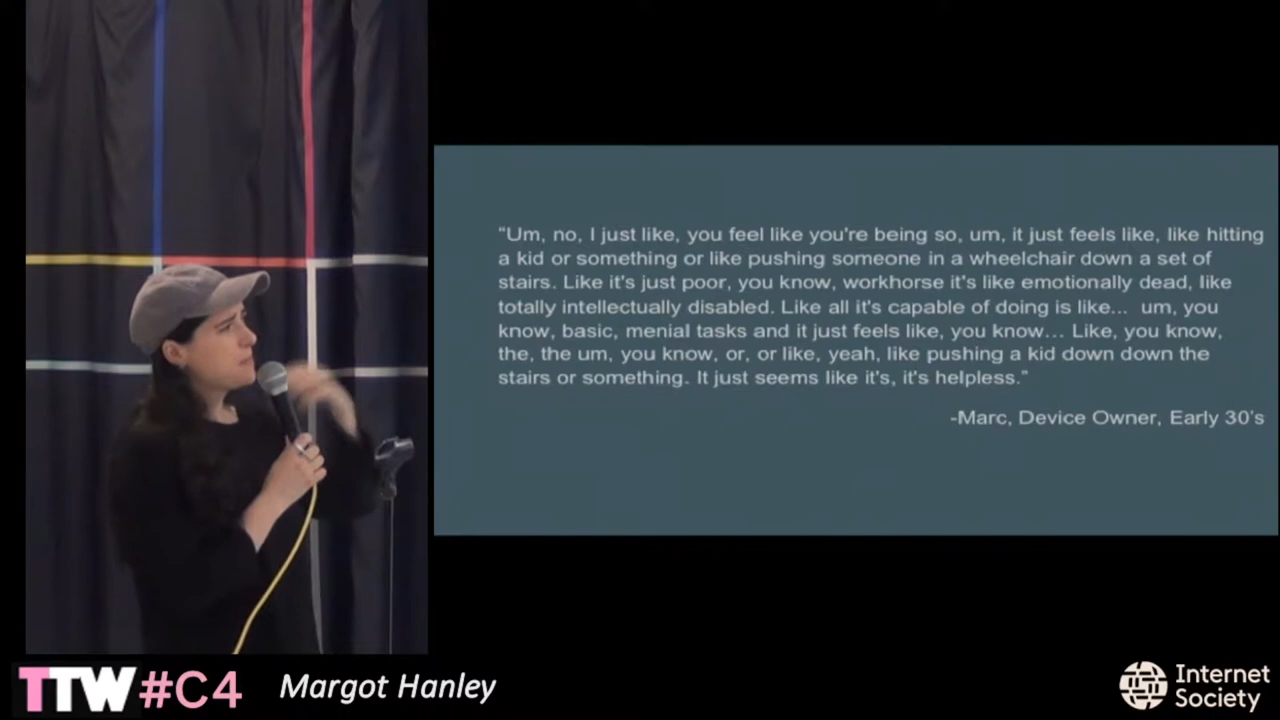 "Um, no, I just like, you feel like you're being so, um, it just feels like, like hitting
a kid or something or like pushing someone in a wheelchair down a set of
stairs. Like it's just poor, you know, workhorse it's like emotionally dead, like
totally intellectually disabled. Like all it's capable of doing is like... um, you
know, basic, menial tasks and it just feels like, you know... Like, you know,
the, the um, you know, or, or like, yeah, like pushing a kid down down the
stairs or something. It just seems like it's, it's helpless."
-Marc, Device Owner, Early 30's
TTW#C4
Margot Hanley
Internet
Society